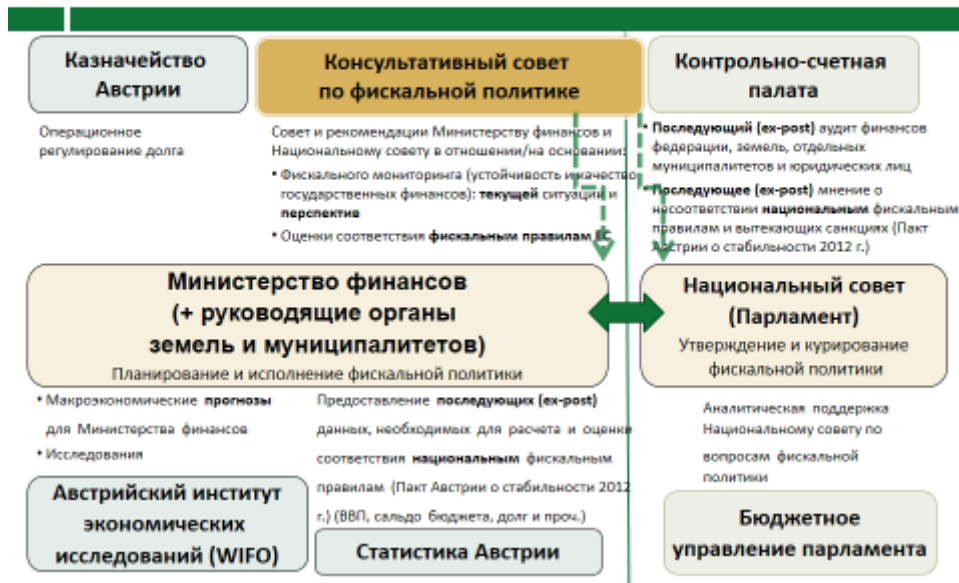 Казначейство
Австрии
Консультативный совет
по фискальной политике
Контрольно-счетная
палата
Операционное
регулирование долга
Совет и рекомендации Министерству финансов и
Национальному совету в отношении/на основании:
• Фискального мониторинга (устойчивость и качество
государственных финансов): текущей ситуации и
перспектив
• Оценки соответствия фискальным правилам ЕС
• Последующий (ex-post) аудит финансов
федерации, земель, отдельных
муниципалитетов и юридических лиц
• Последующее (ex-post) мнение о
несоответствии национальным фискальным
правилам и вытекающих санкциях (Пакт
Австрии о стабильности 2012 г.)
Министерство финансов
(+ руководящие органы
земель и муниципалитетов)
Планирование и исполнение фискальной политики
Национальный совет
(Парламент)
Утверждение и курирование
фискальной политики
• Макроэкономические прогнозы
для Министерства финансов
• Исследования
Предоставление последующих (ex-post)
данных, необходимых для расчета и оценки
соответствия национальным фискальным
правилам (Пакт Австрии о стабильности 2012
г.) (ВВП, сальдо бюджета, долг и проч.)
Аналитическая поддержка
Национальному совету по
вопросам фискальной
политики
Австрийский институт
экономических
исследований (WIFO)
Статистика Австрии
Бюджетное
управление парламента